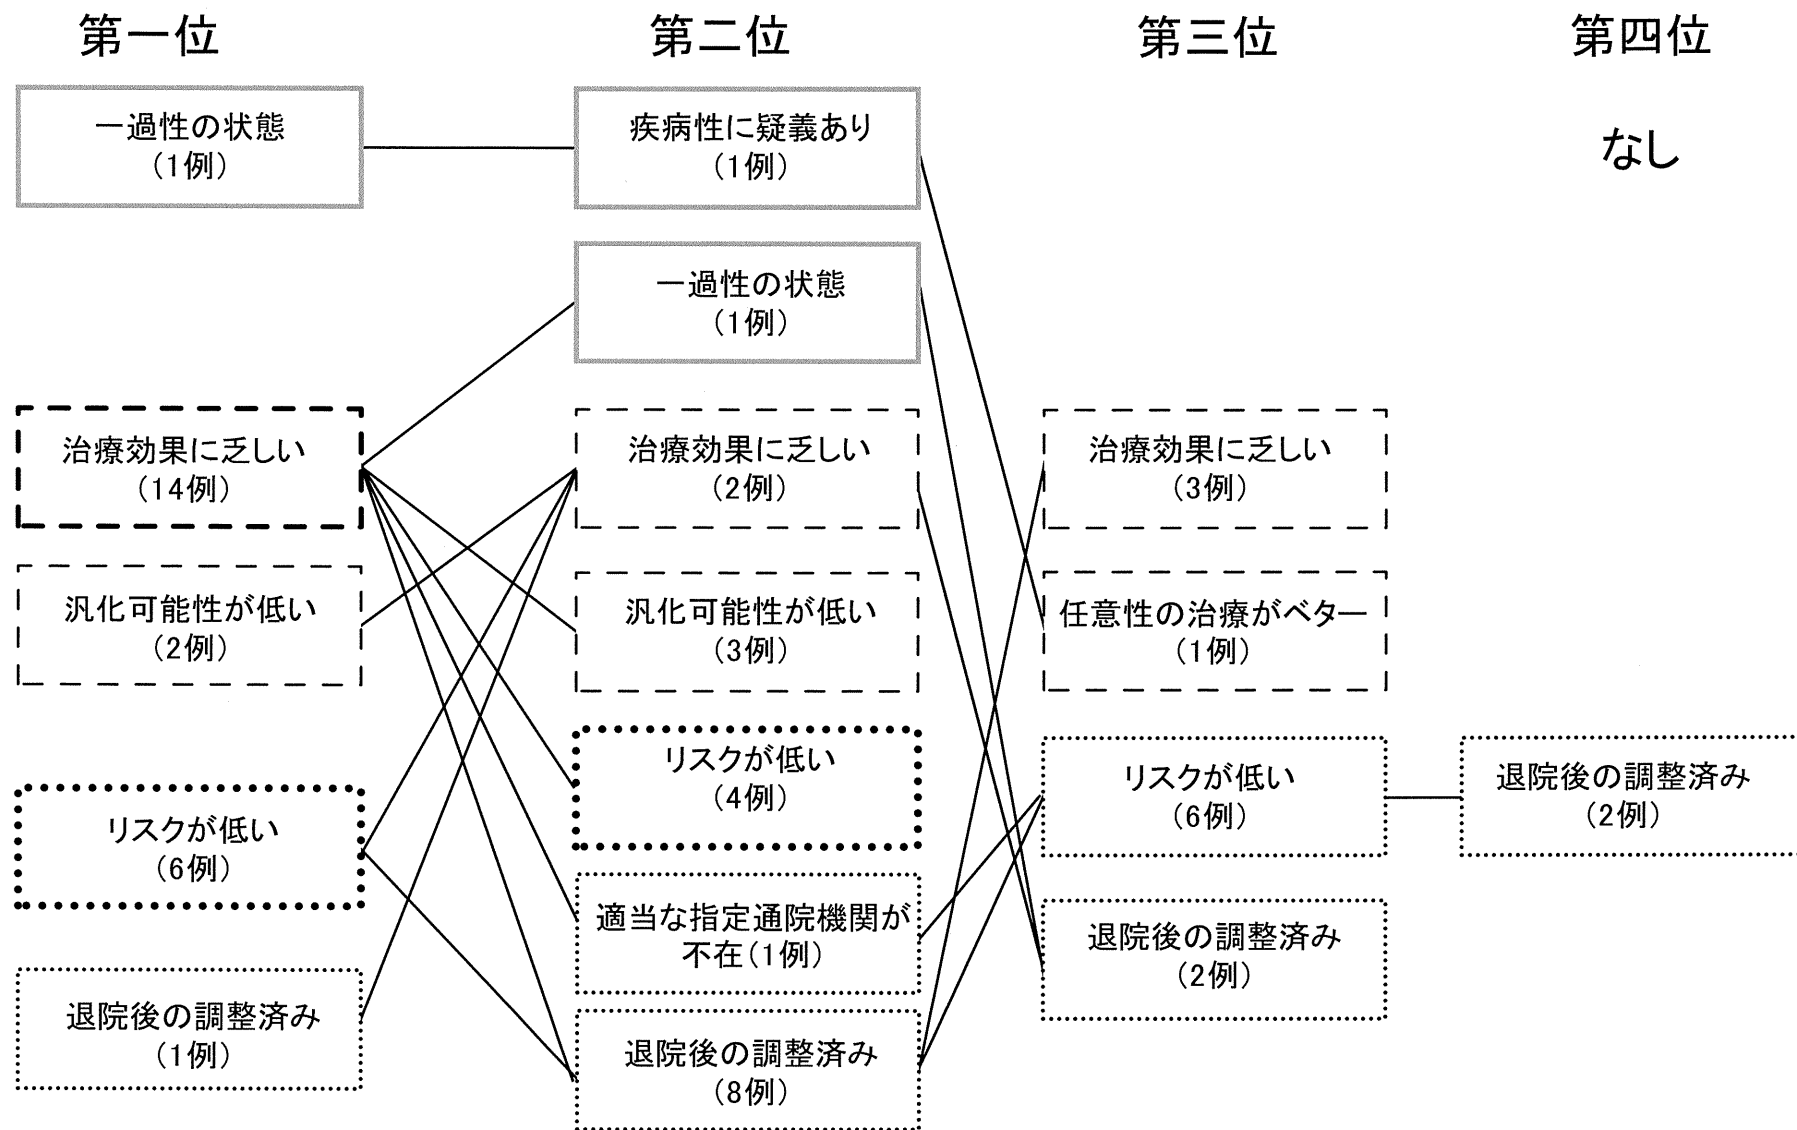 第一位
第二位
第三位
第四位
一過性の状態
（1例）
疾病性に疑義あり
（1例）
なし
一過性の状態
（1例）
治療効果に乏しい
（14例）
治療効果に乏しい
（2例）
治療効果に乏しい
（3例）
汎化可能性が低い
（2例）
汎化可能性が低い
（3例）
任意性の治療がベター
（1例）
リスクが低い
（6例）
リスクが低い
（4例）
リスクが低い
（6例）
退院後の調整済み
（2例）
適当な指定通院機関が
不在（1例）
退院後の調整済み
（2例）
退院後の調整済み
（1例）
退院後の調整済み
（8例）